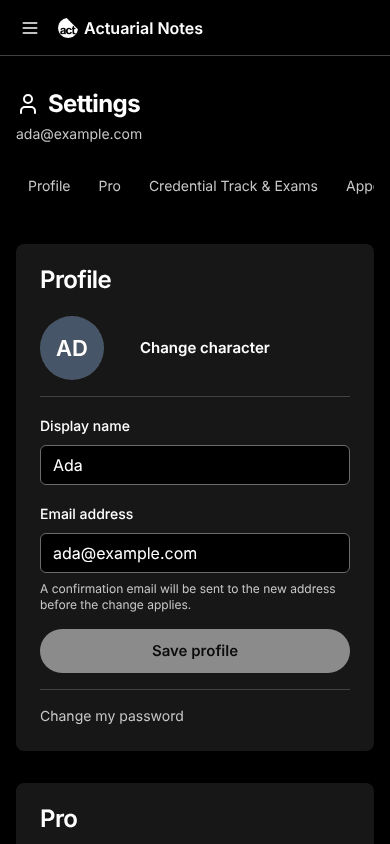 act Actuarial Notes
Settings
ada@example.com
Profile Pro Credential Track & Exams
Profile
AD Change character
Display name
Ada
Email address
ada@example.com
A confirmation email will be sent to the new address
before the change applies.
Save profile
Change my password
Pro